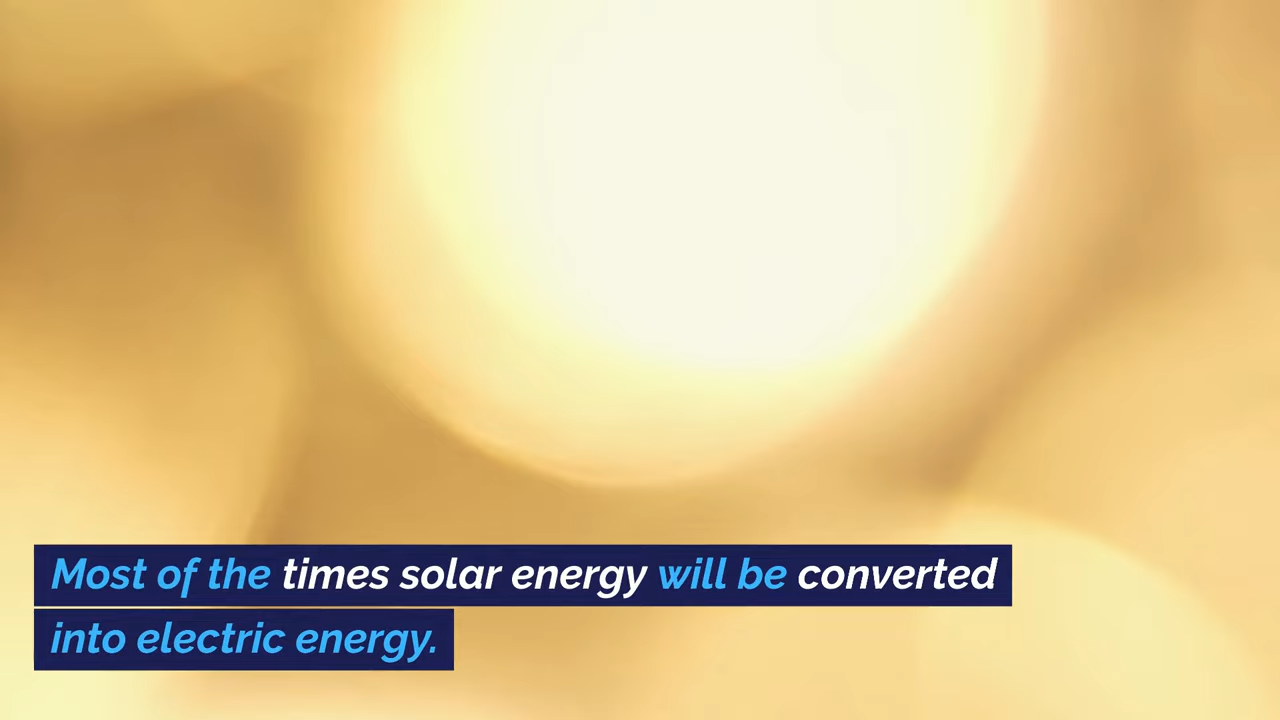 Most of the times solar energy will be converted
into electric energy.